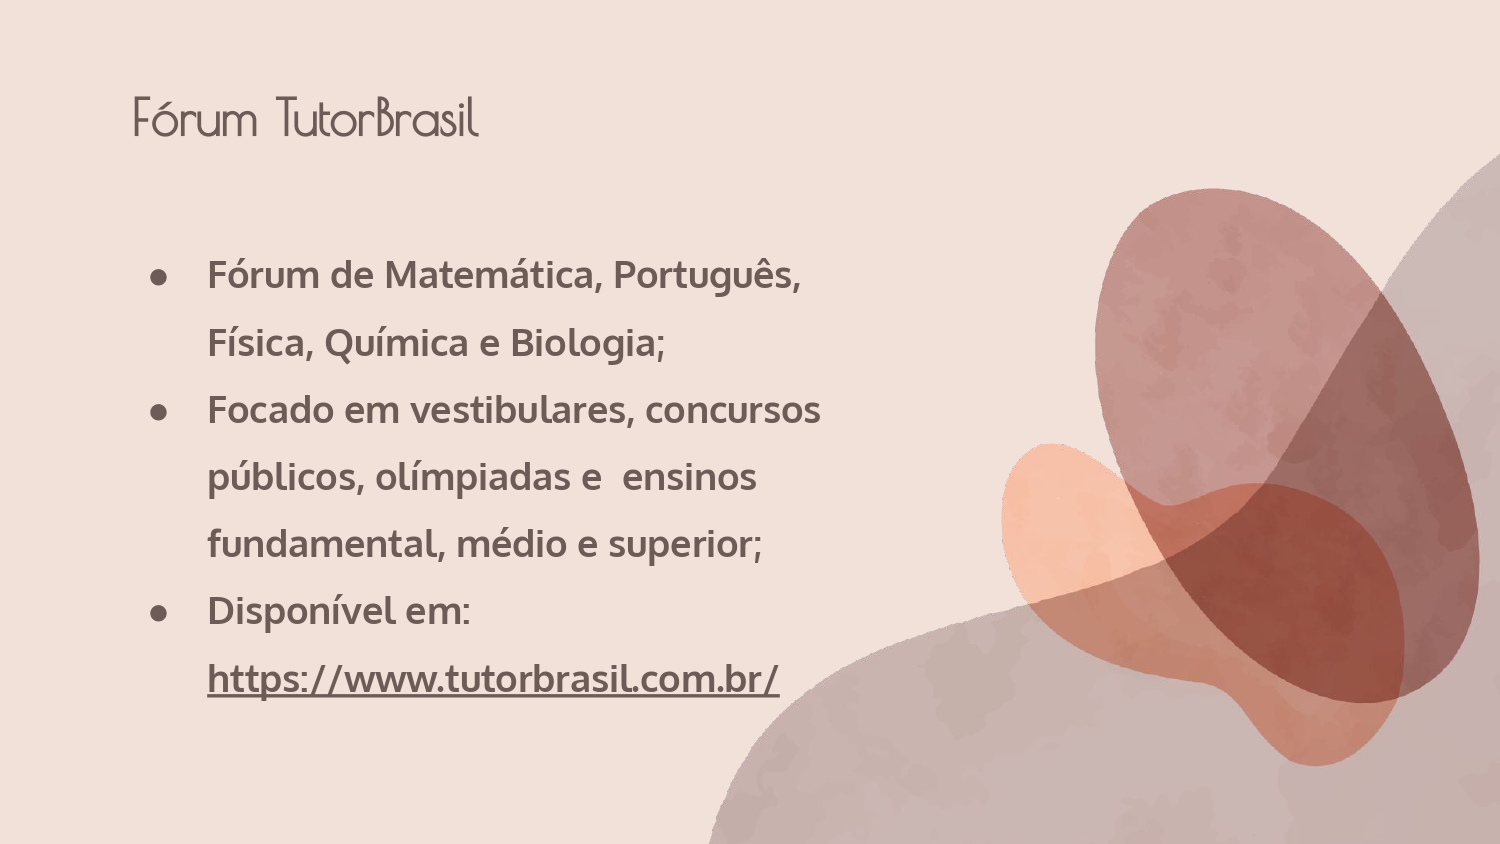 Fórum TutorBrasil
● Fórum de Matemática, Português,
Física, Química e Biologia;
● Focado em vestibulares, concursos
públicos, olímpiadas e  ensinos
fundamental, médio e superior;
● Disponível em:
https://www.tutorbrasil.com.br/